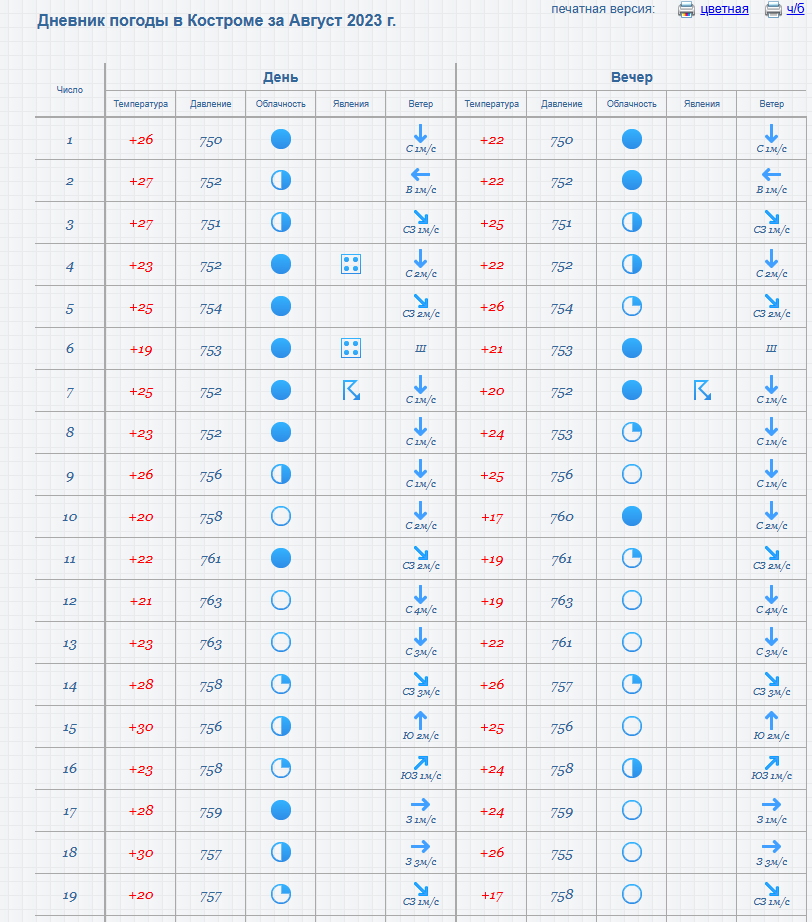 печатная версия: цветная ч/б
Дневник погоды в Костроме за Август 2023 г.
Число День Вечер
Температура Давление Облачность Явления Ветер Температура Давление Облачность Явления Ветер
1 +26 750 С 1м/с +22 750 С 1м/с
2 +27 752 В 1м/с +22 752 В 1м/с
3 +27 751 СЗ 1м/с +25 751 СЗ 1м/с
4 +23 752 С 2м/с +22 752 С 2м/с
5 +25 754 СЗ 2м/с +26 754 СЗ 2м/с
6 +19 753 Ш +21 753 Ш
7 +25 752 С 1м/с +20 752 С 1м/с
8 +23 752 С 1м/с +24 753 С 1м/с
9 +26 756 С 1м/с +25 756 С 1м/с
10 +20 758 С 2м/с +17 760 С 2м/с
11 +22 761 СЗ 2м/с +19 761 СЗ 2м/с
12 +21 763 С 4м/с +19 763 С 4м/с
13 +23 763 С 3м/с +22 761 С 3м/с
14 +28 758 СЗ 3м/с +26 757 СЗ 3м/с
15 +30 756 Ю 2м/с +25 756 Ю 2м/с
16 +23 758 ЮЗ 1м/с +24 758 ЮЗ 1м/с
17 +28 759 З 1м/с +24 759 З 1м/с
18 +30 757 З 3м/с +26 755 З 3м/с
19 +20 757 СЗ 1м/с +17 758 СЗ 1м/с